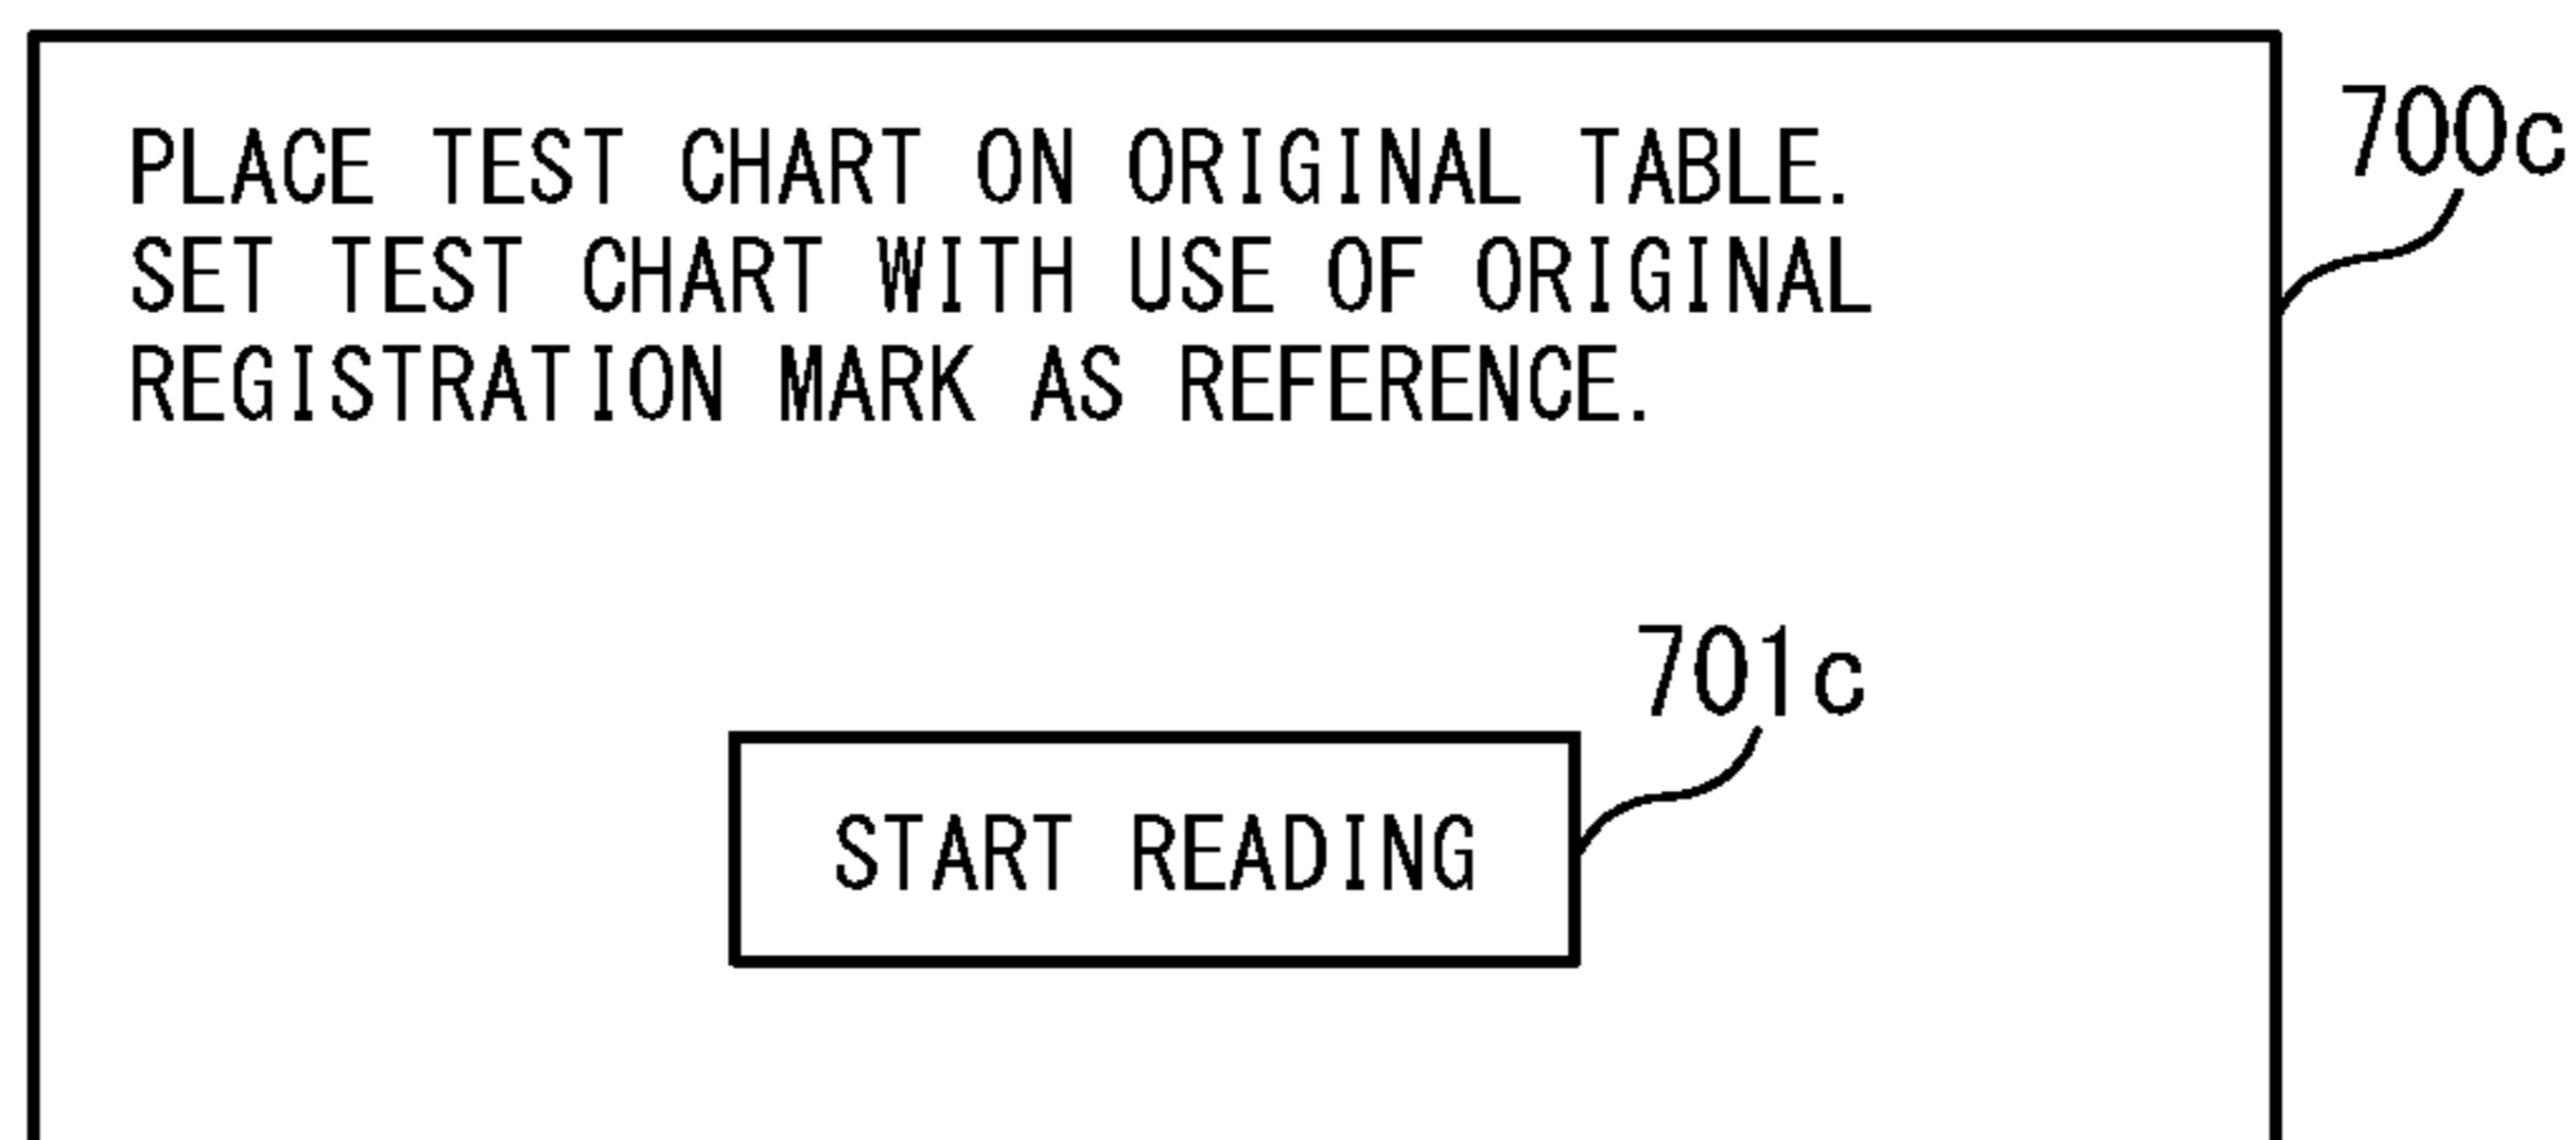 700c
PLACE TEST CHART ON ORIGINAL TABLE.
SET TEST CHART WITH USE OF ORIGINAL
REGISTRATION MARK AS REFERENCE.
701c
START READING